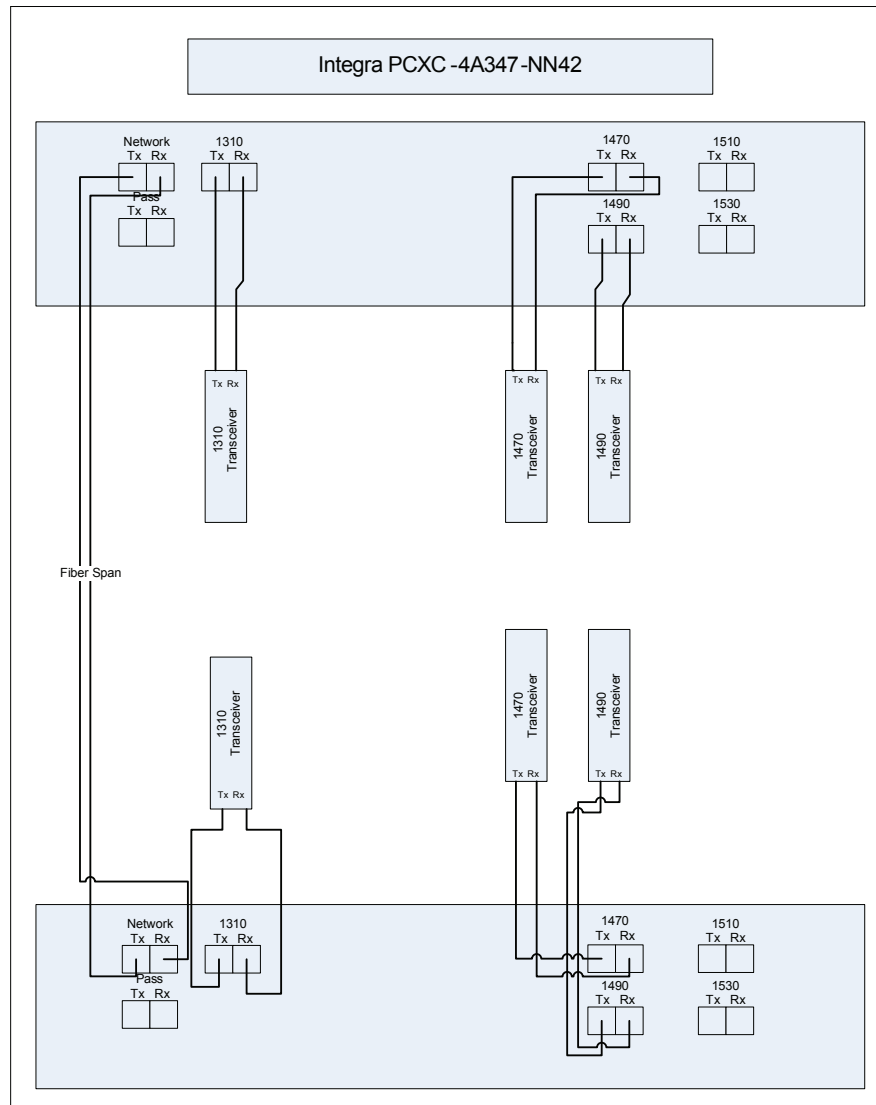 Integra PCXC -4A347 -NN42
Network 1310 1470 1510
Tx Rx Tx Rx Tx Rx Tx Rx
Pass 1490 1530
Tx Rx Tx Rx Tx Rx
Tx Rx Tx Rx Tx Rx
1310
Transceiver
1470
Transceiver
1490
Transceiver
Fiber Span
1310
Transceiver
1470
Transceiver
1490
Transceiver
Tx Rx Tx Rx Tx Rx
Network 1310 1470 1510
Tx Rx Tx Rx Tx Rx Tx Rx
Pass 1490 1530
Tx Rx Tx Rx Tx Rx